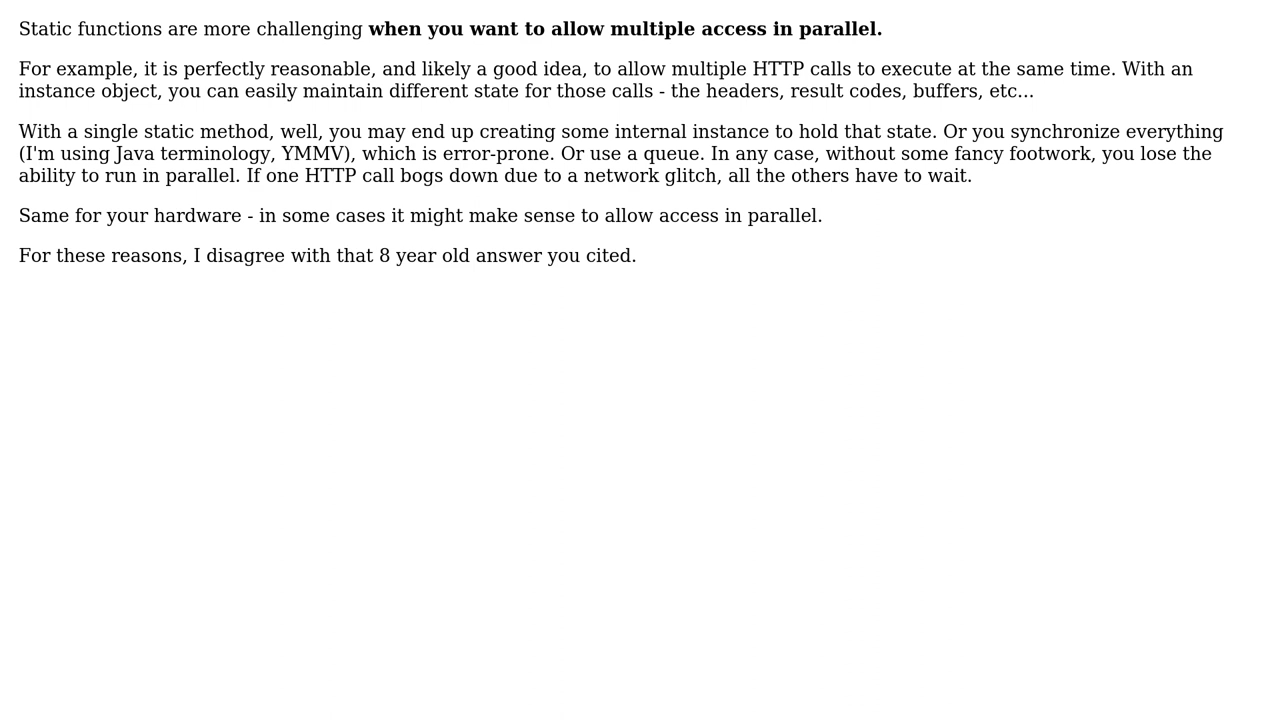 Static functions are more challenging when you want to allow multiple access in parallel.
For example, it is perfectly reasonable, and likely a good idea, to allow multiple HTTP calls to execute at the same time. With an
instance object, you can easily maintain different state for those calls - the headers, result codes, buffers, etc...
With a single static method, well, you may end up creating some internal instance to hold that state. Or you synchronize everything
(I'm using Java terminology, YMMV), which is error-prone. Or use a queue. In any case, without some fancy footwork, you lose the
ability to run in parallel. If one HTTP call bogs down due to a network glitch, all the others have to wait.
Same for your hardware - in some cases it might make sense to allow access in parallel.
For these reasons, I disagree with that 8 year old answer you cited.